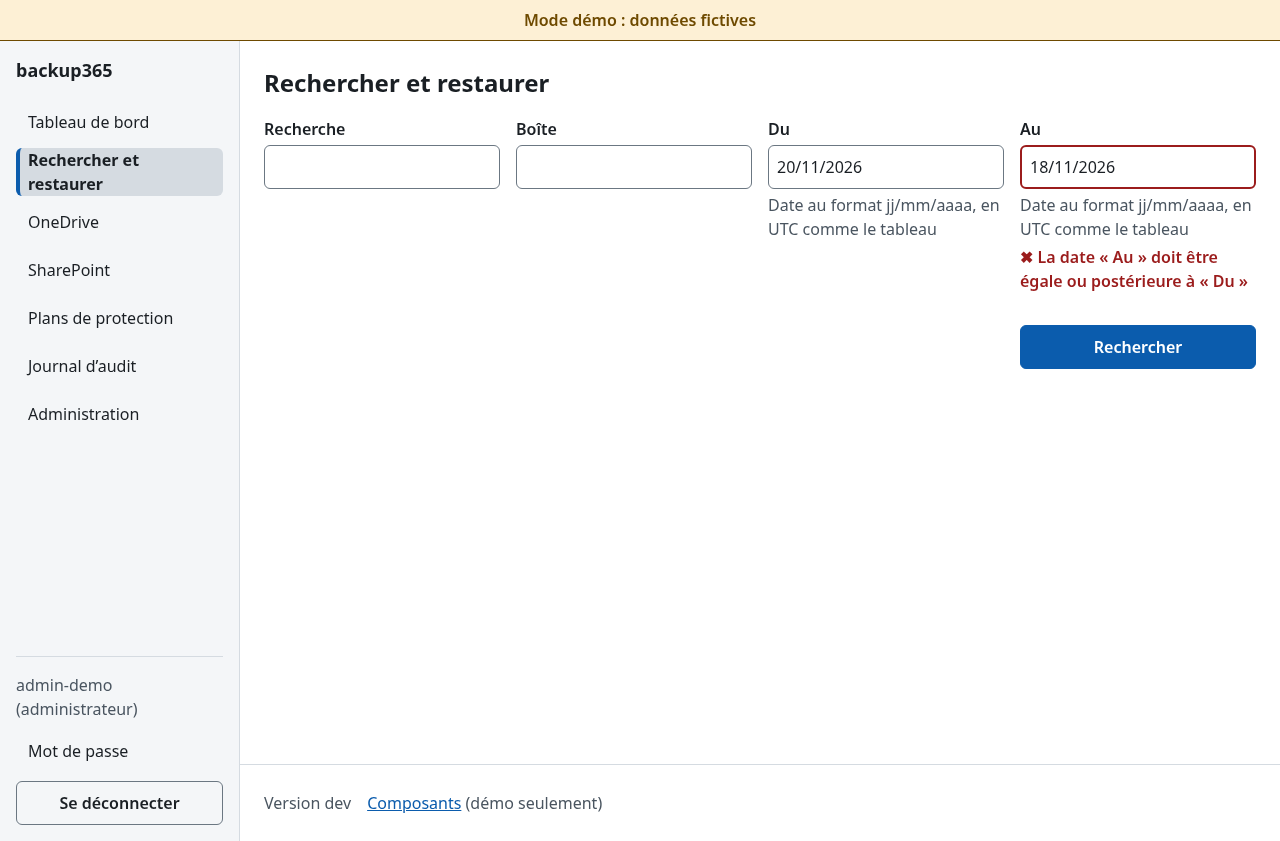 Mode démo : données fictives
backup365
Tableau de bord
Rechercher et
restaurer
OneDrive
SharePoint
Plans de protection
Journal d’audit
Administration
admin-demo
(administrateur)
Mot de passe
Se déconnecter
Rechercher et restaurer
Recherche
Boîte
Du
20/11/2026
Date au format jj/mm/aaaa, en
UTC comme le tableau
Au
18/11/2026
Date au format jj/mm/aaaa, en
UTC comme le tableau
✖ La date « Au » doit être
égale ou postérieure à « Du »
Rechercher
Version dev Composants (démo seulement)